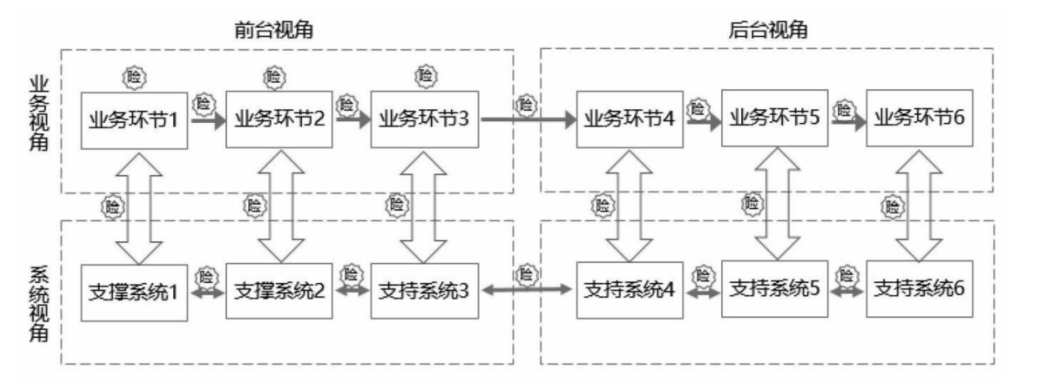 前台视角
后台视角
业务视角
险 险 险
险 险 险 险 险
业务环节1 业务环节2 业务环节3 业务环节4 业务环节5 业务环节6
险 险 险 险 险 险
系统视角
险 险 险 险 险
支撑系统1 支撑系统2 支持系统3 支持系统4 支持系统5 支持系统6